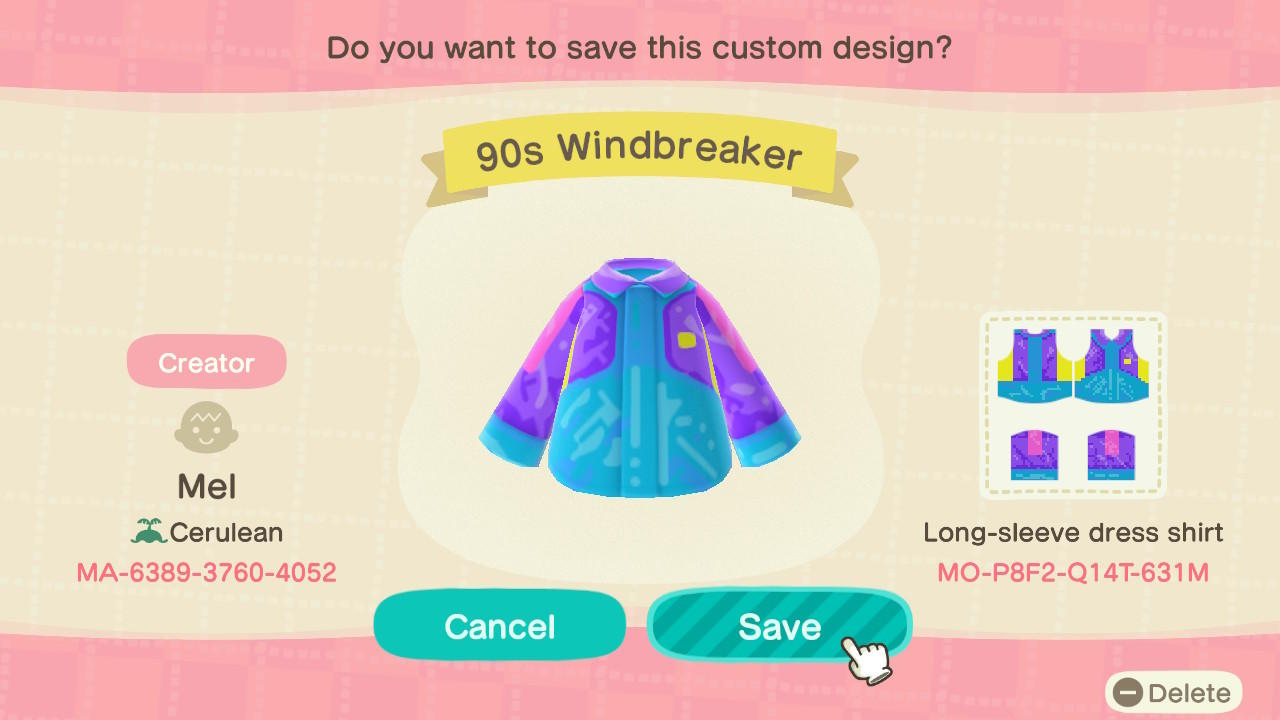 Do you want to save this custom design?
90s Windbreaker
Creator
Mel
Cerulean
MA-6389-3760-4052
Long-sleeve dress shirt
MO-P8F2-Q14T-631M
Cancel
Save
Delete